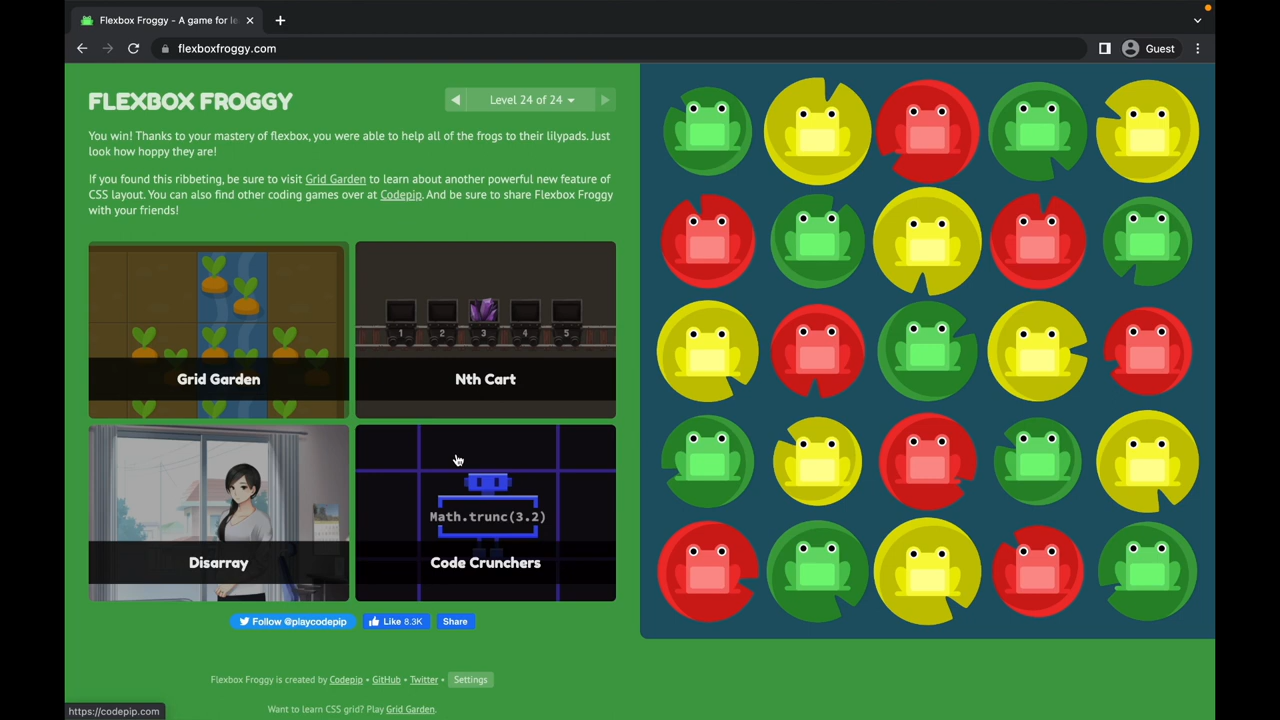 Flexbox Froggy - A game for le
flexboxfroggy.com
Guest
FLEXBOX FROGGY
Level 24 of 24
You win! Thanks to your mastery of flexbox, you were able to help all of the frogs to their lilypads. Just
look how hoppy they are!
If you found this ribbeting, be sure to visit Grid Garden to learn about another powerful new feature of
CSS layout. You can also find other coding games over at Codepip. And be sure to share Flexbox Froggy
with your friends!
1 2 3 4 5
Grid Garden
Nth Cart
Math.trunc(3.2)
Disarray
Code Crunchers
Follow @playcodepip
Like 8.3K
Share
Flexbox Froggy is created by Codepip • GitHub • Twitter • Settings
Want to learn CSS grid? Play Grid Garden.
https://codepip.com